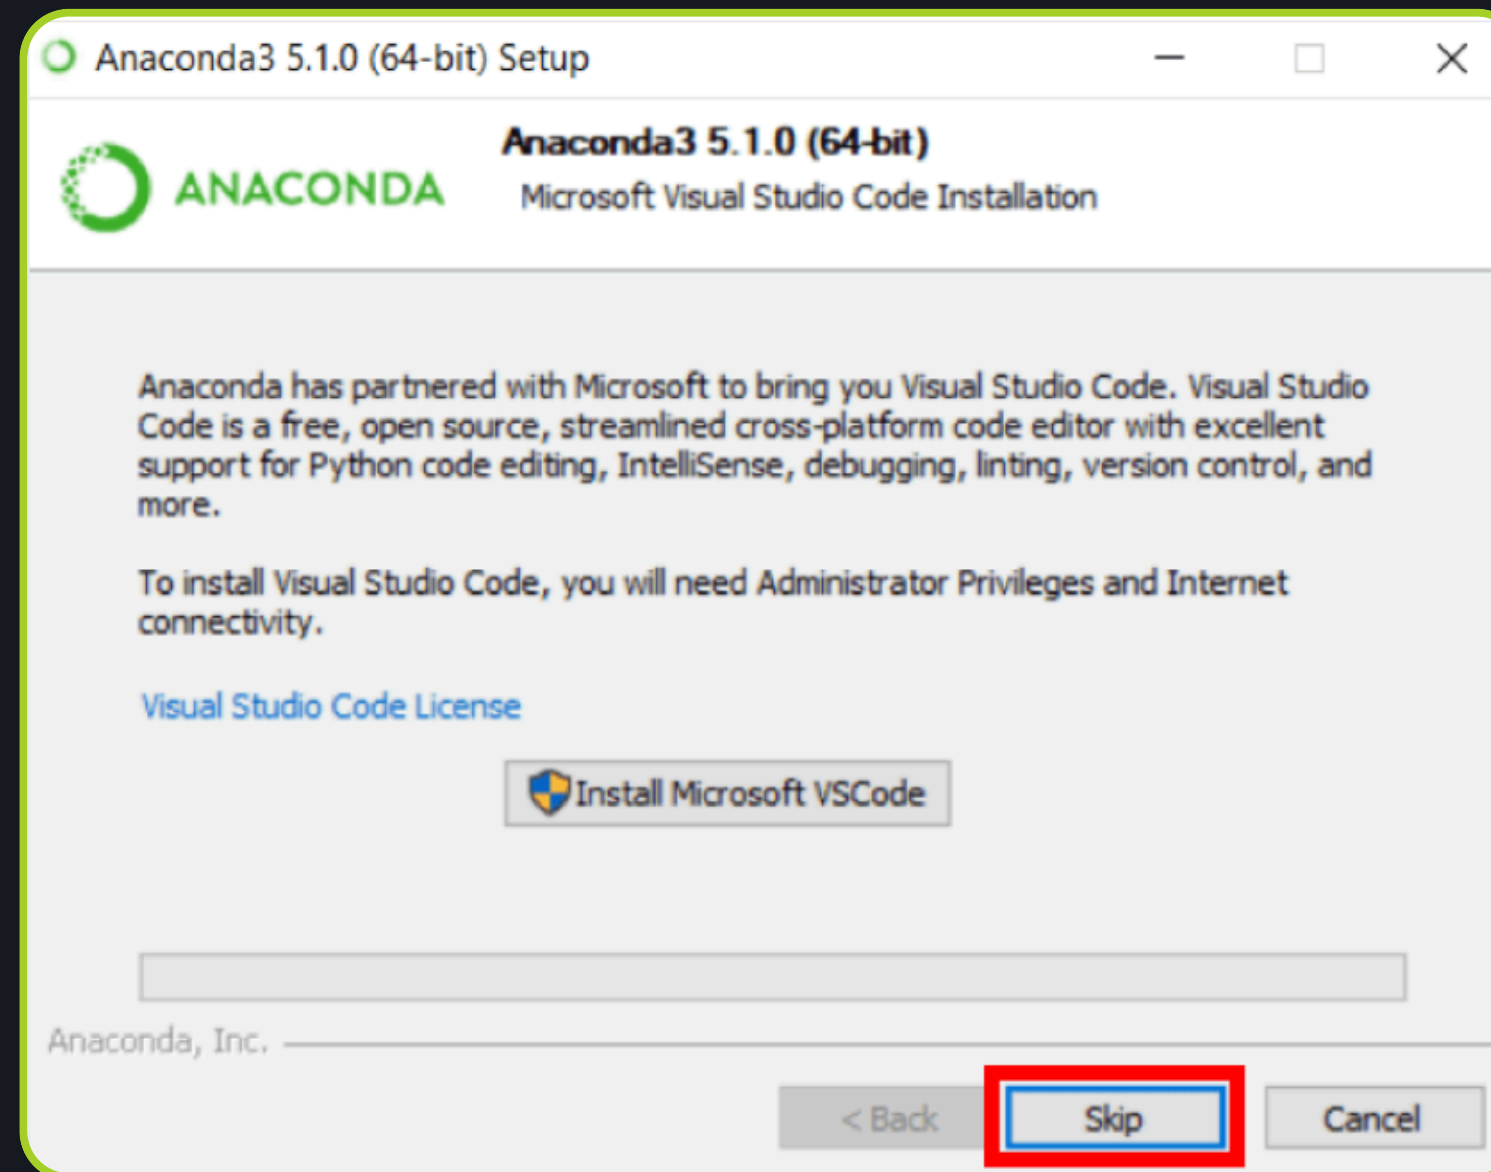 Anaconda3 5.1.0 (64-bit) Setup
ANACONDA
Anaconda3 5.1.0 (64-bit)
Microsoft Visual Studio Code Installation
Anaconda has partnered with Microsoft to bring you Visual Studio Code. Visual Studio
Code is a free, open source, streamlined cross-platform code editor with excellent
support for Python code editing, IntelliSense, debugging, linting, version control, and
more.
To install Visual Studio Code, you will need Administrator Privileges and Internet
connectivity.
Visual Studio Code License
Install Microsoft VSCode
Anaconda, Inc.
< Back
Skip
Cancel